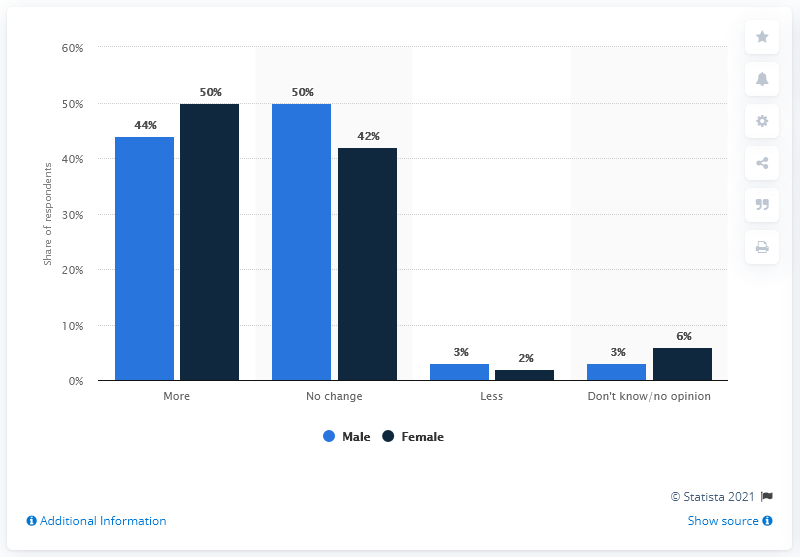 60%
50%
40%
30%
20%
10%
0%
Share of respondents
44%
50%
50%
42%
3%
2%
3%
6%
More
No change
Less
Don't know/no opinion
Male
Female
© Statista 2021
Additional Information
Show source